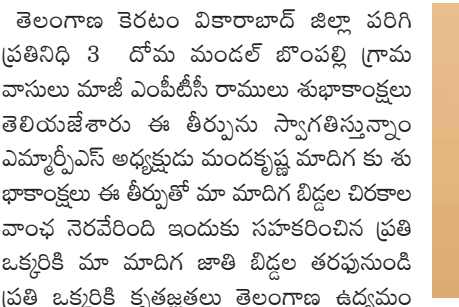 తెలంగాణ కెరటం వికారాబాద్ జిల్లా పరిగి
ప్రతినిధి 3 దోమ మండల్ బొంపల్లి గ్రామ
వాసులు మాజీ ఎంపీటీసీ రాములు శుభాకాంక్షలు
తెలియజేశారు ఈ తీర్పును స్వాగతిస్తున్నాం
ఎమ్మార్పీఎస్ అధ్యక్షుడు మందకృష్ణ మాదిగ కు శు
భాకాంక్షలు ఈ తీర్పుతో మా మాదిగ బిడ్డల చిరకాల
వాంఛ నెరవేరింది ఇందుకు సహకరించిన ప్రతి
ఒక్కరికి మా మాదిగ జాతి బిడ్డల తరఫునుండి
ప్రతి ఒక్కరికి కృతజ్ఞతలు తెలంగాణ ఉద్యమం